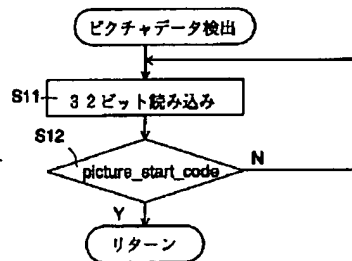 ピクチャデータ検出
S11
32ビット読み込み
S12
picture_start_code
N
Y
リターン